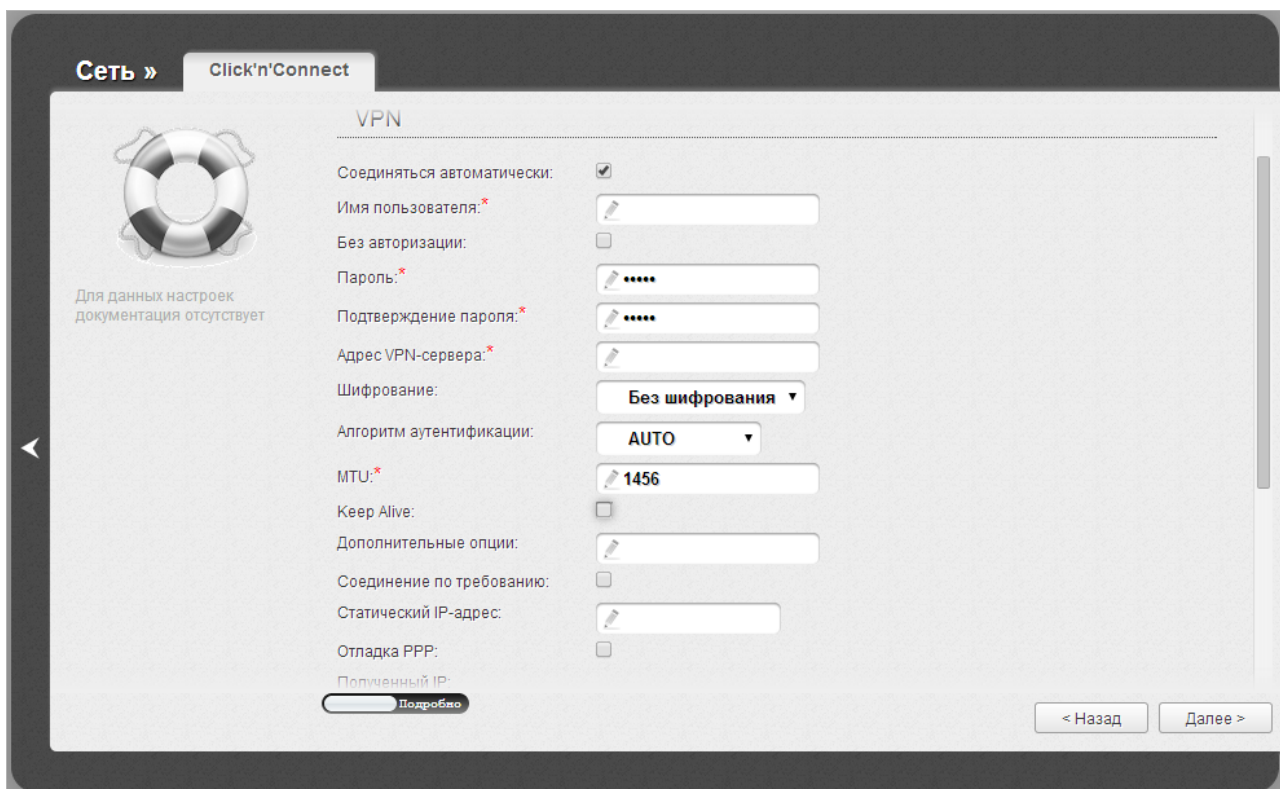 Сеть »
Click'n'Connect
VPN
Для данных настроек
документация отсутствует
Соединяться автоматически:
Имя пользователя:*
Без авторизации:
Пароль:* •••••
Подтверждение пароля:* •••••
Адрес VPN-сервера:*
Шифрование: Без шифрования
Алгоритм аутентификации: AUTO
MTU:* 1456
Keep Alive:
Дополнительные опции:
Соединение по требованию:
Статический IP-адрес:
Отладка PPP:
Полученный IP:
Подробно
< Назад
Далее >